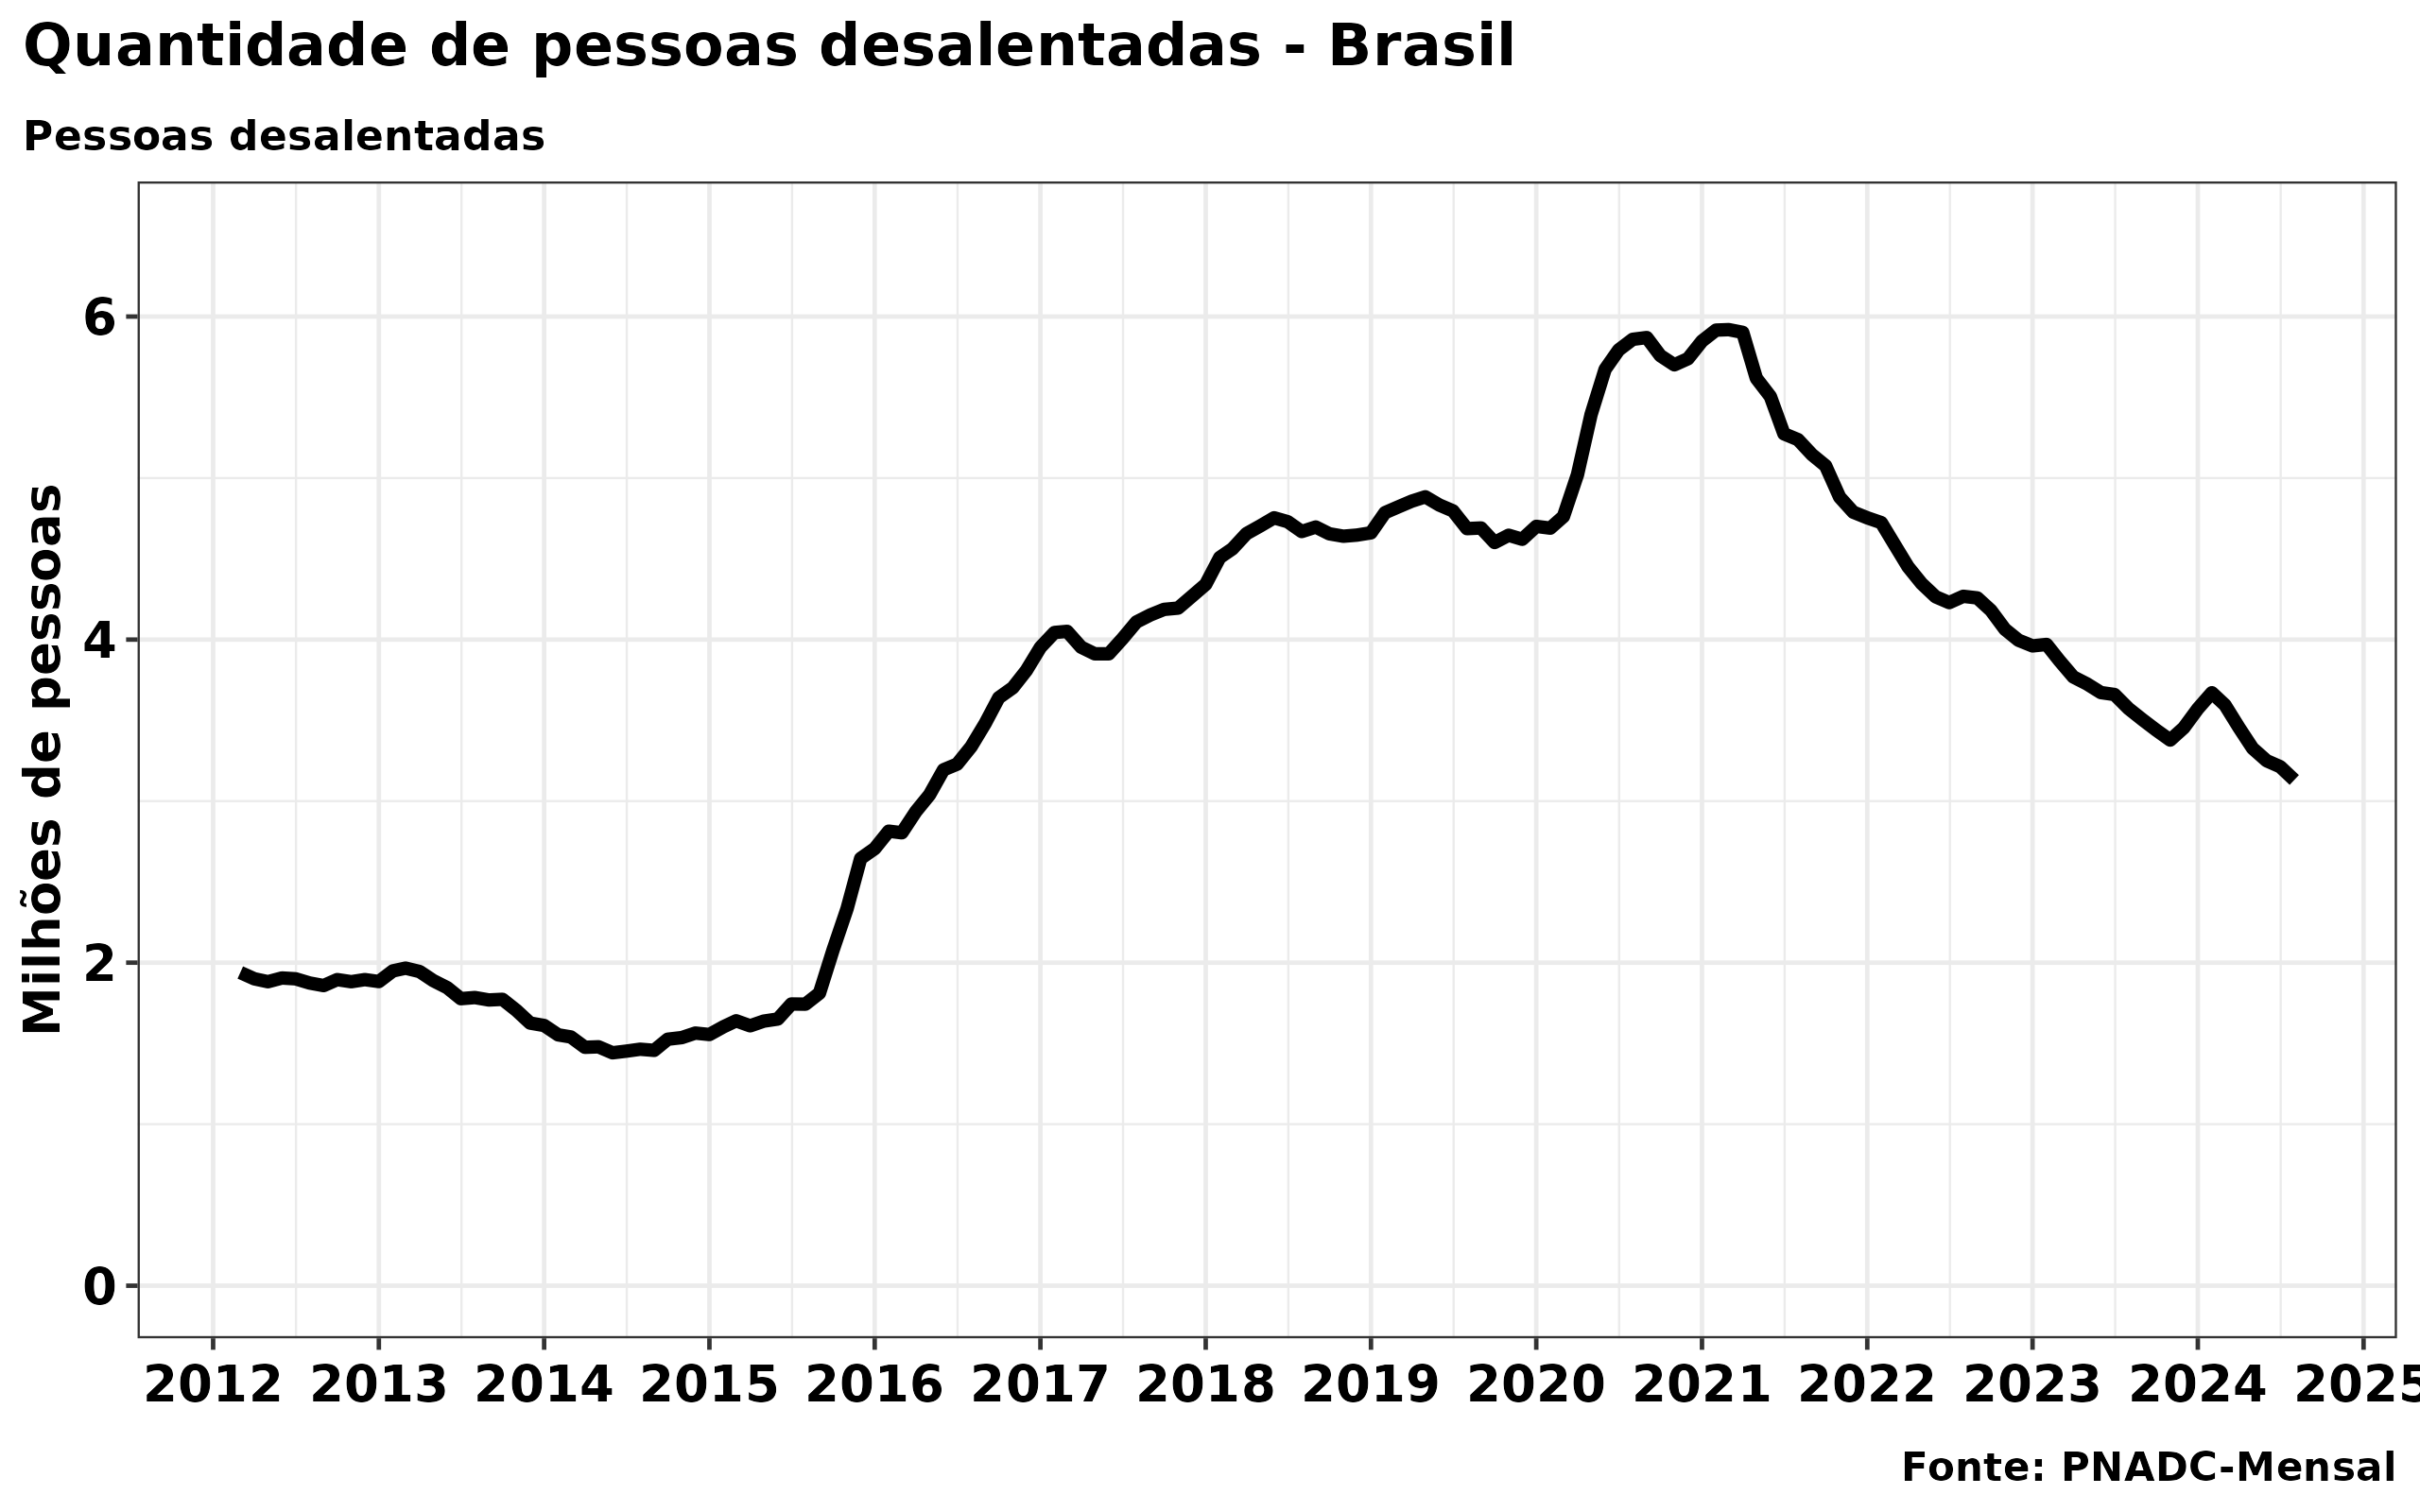 Quantidade de pessoas desalentadas - Brasil
Pessoas desalentadas
Milhões de pessoas
6
4
2
0
2012 2013 2014 2015 2016 2017 2018 2019 2020 2021 2022 2023 2024 2025
Fonte: PNADC-Mensal